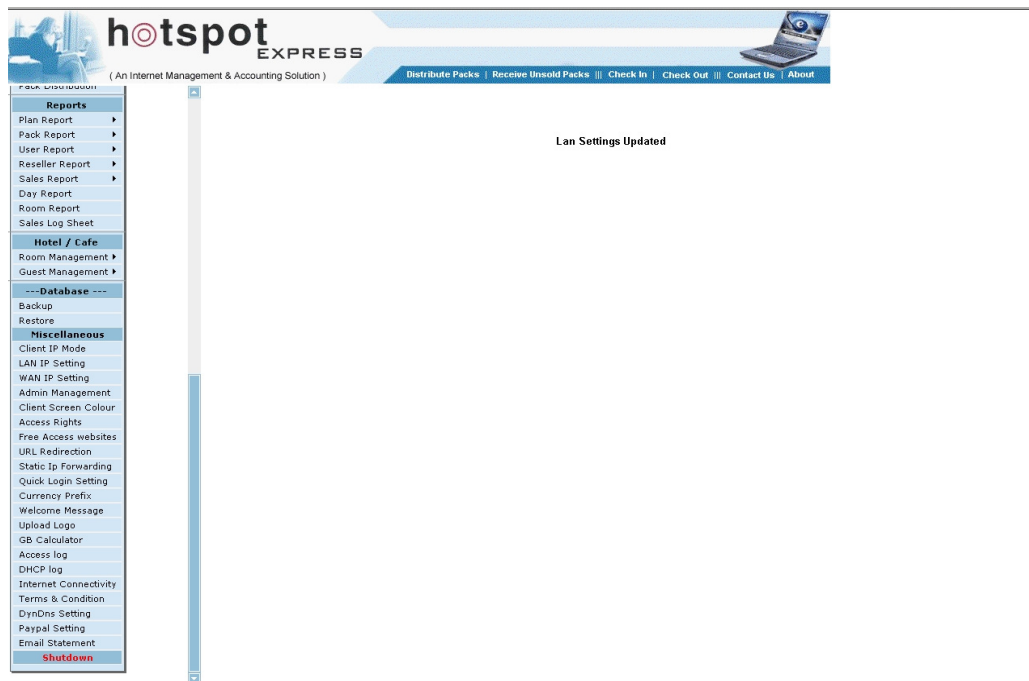 hotspot
EXPRESS
( An Internet Management & Accounting Solution )
Distribute Packs | Receive Unsold Packs ||| Check In | Check Out ||| Contact Us | About
Pack Distribution
Reports
Plan Report
Pack Report
User Report
Reseller Report
Sales Report
Day Report
Room Report
Sales Log Sheet
Hotel / Cafe
Room Management
Guest Management
---Database ---
Backup
Restore
Miscellaneous
Client IP Mode
LAN IP Setting
WAN IP Setting
Admin Management
Client Screen Colour
Access Rights
Free Access websites
URL Redirection
Static Ip Forwarding
Quick Login Setting
Currency Prefix
Welcome Message
Upload Logo
GB Calculator
Access log
DHCP log
Internet Connectivity
Terms & Condition
DynDns Setting
Paypal Setting
Email Statement
Shutdown
Lan Settings Updated